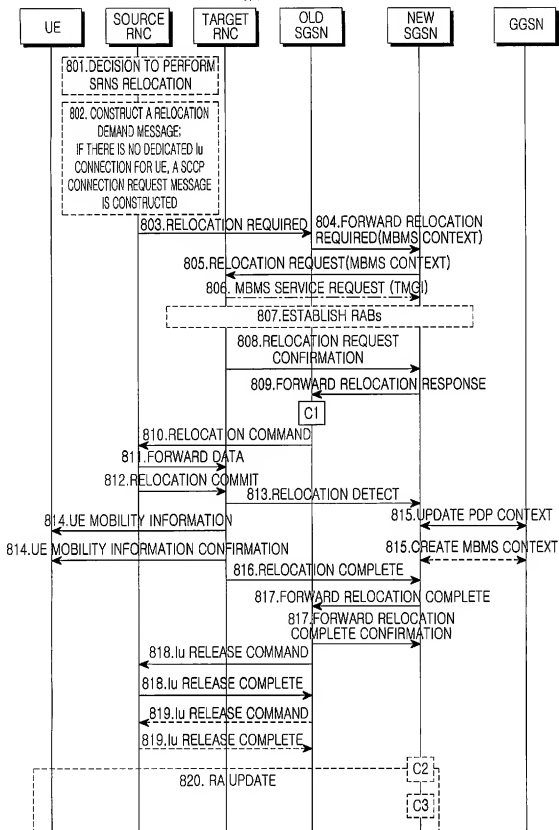 UE
SOURCE
RNC
TARGET
RNC
OLD
SGSN
NEW
SGSN
GGSN
801.DECISION TO PERFORM
SRNS RELOCATION
802. CONSTRUCT A RELOCATION
DEMAND MESSAGE;
IF THERE IS NO DEDICATED Iu
CONNECTION FOR UE, A SCCP
CONNECTION REQUEST MESSAGE
IS CONSTRUCTED
803.RELOCATION REQUIRED
804.FORWARD RELOCATION
REQUIRED(MBMS CONTEXT)
805.RELOCATION REQUEST(MBMS CONTEXT)
806. MBMS SERVICE REQUEST (TMGI)
807.ESTABLISH RABs
808.RELOCATION REQUEST
CONFIRMATION
809.FORWARD RELOCATION RESPONSE
C1
810.RELOCATION COMMAND
811.FORWARD DATA
812.RELOCATION COMMIT
813.RELOCATION DETECT
814.UE MOBILITY INFORMATION
815.UPDATE PDP CONTEXT
814.UE MOBILITY INFORMATION CONFIRMATION
815.CREATE MBMS CONTEXT
816.RELOCATION COMPLETE
817.FORWARD RELOCATION COMPLETE
817.FORWARD RELOCATION
COMPLETE CONFIRMATION
818.Iu RELEASE COMMAND
818.Iu RELEASE COMPLETE
819.Iu RELEASE COMMAND
819.Iu RELEASE COMPLETE
C2
820. RA UPDATE
C3